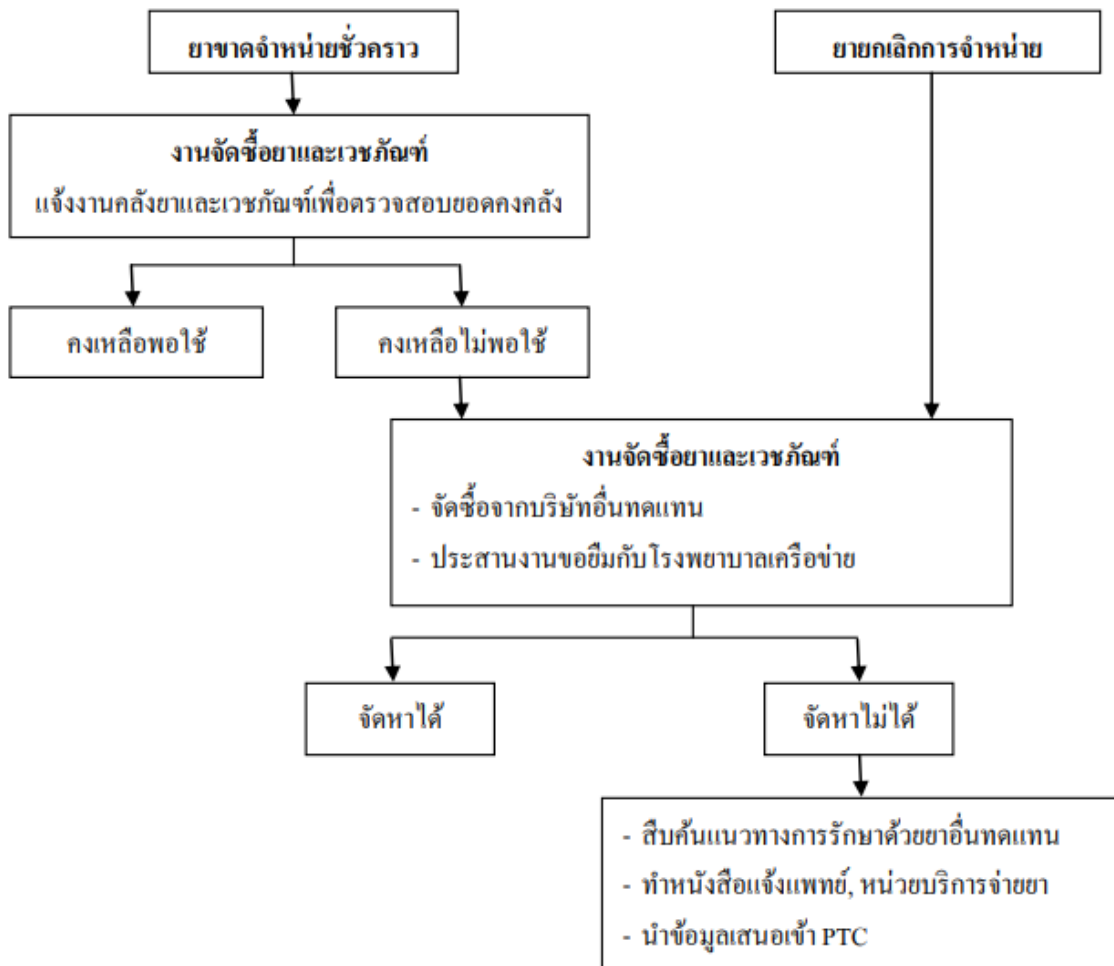 ยาขาดจำหน่ายชั่วคราว
ยายกเลิกการจำหน่าย
งานจัดซื้อยาและเวชภัณฑ์
แจ้งงานคลังยาและเวชภัณฑ์เพื่อตรวจสอบยอดคงคลัง
คงเหลือพอใช้
คงเหลือไม่พอใช้
งานจัดซื้อยาและเวชภัณฑ์
- จัดซื้อจากบริษัทอื่นทดแทน
- ประสานงานขอยืมกับโรงพยาบาลเครือข่าย
จัดหาได้
จัดหาไม่ได้
- สืบค้นแนวทางการรักษาด้วยยาอื่นทดแทน
- ทำหนังสือแจ้งแพทย์, หน่วยบริการจ่ายยา
- นำข้อมูลเสนอเข้า PTC